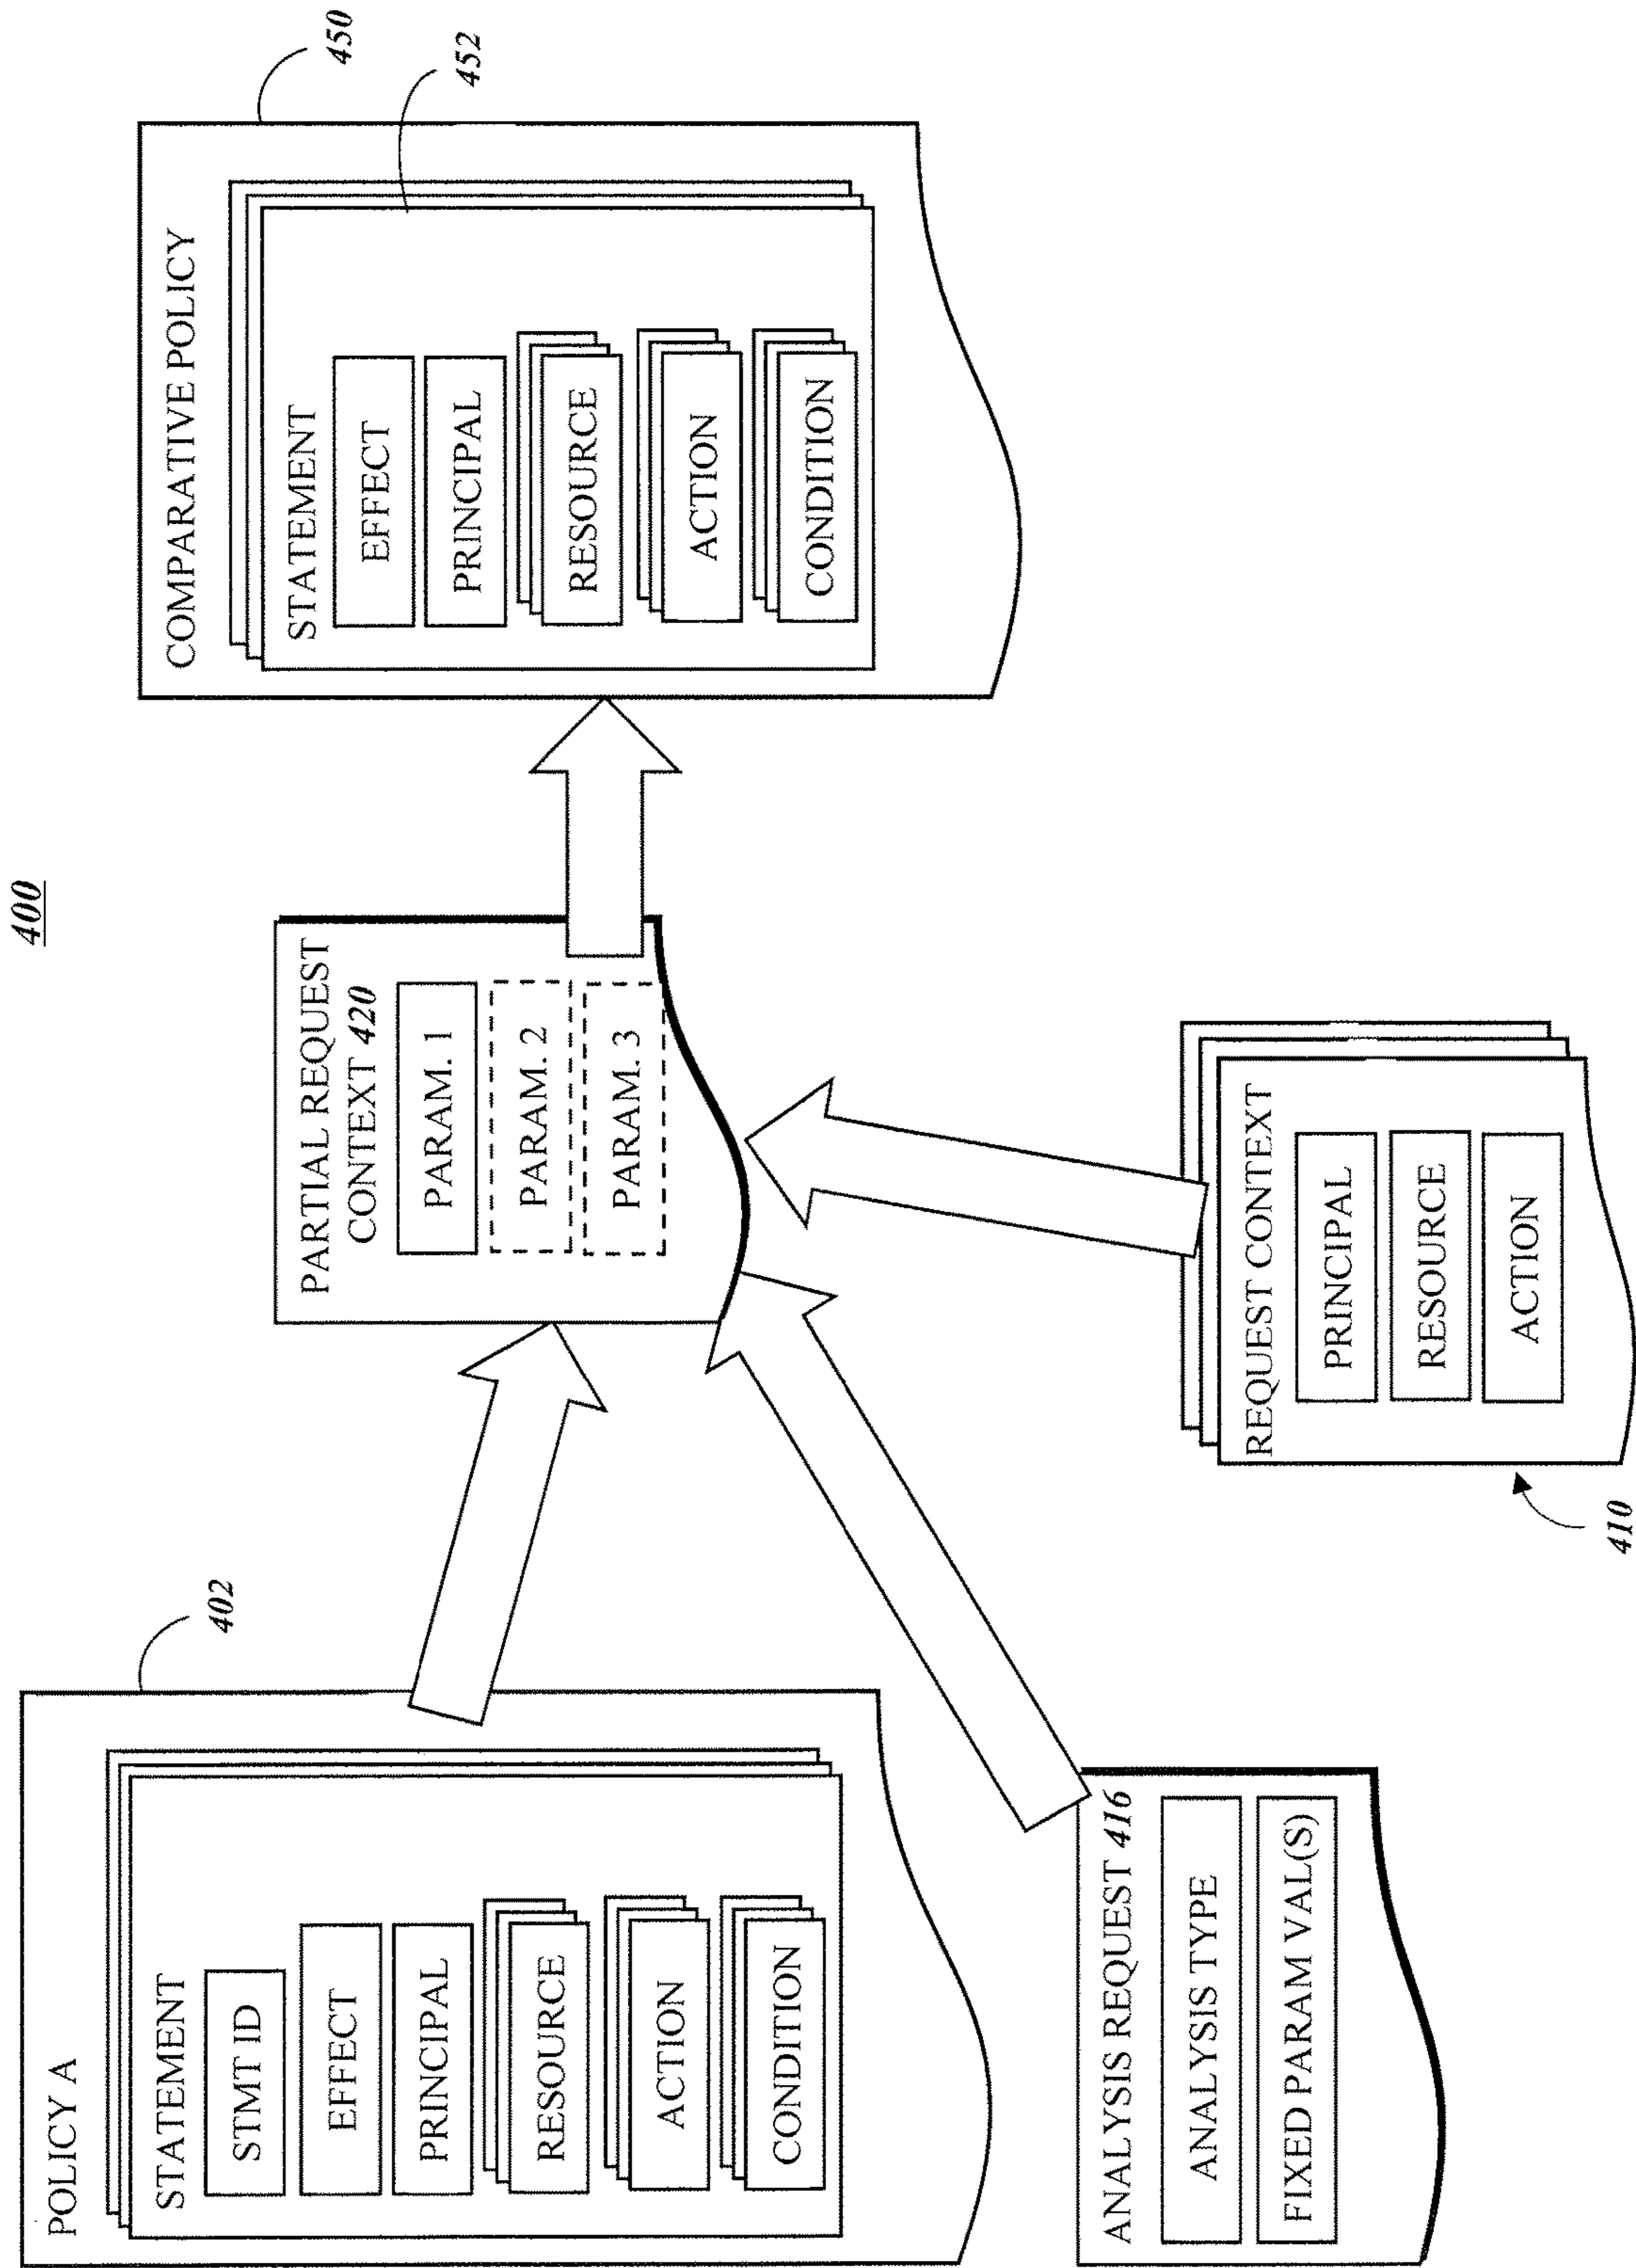 400
POLICY A
402
STATEMENT
STMT ID
EFFECT
PRINCIPAL
RESOURCE
ACTION
CONDITION
ANALYSIS REQUEST 416
ANALYSIS TYPE
FIXED PARAM VAL(S)
PARTIAL REQUEST
CONTEXT 420
PARAM. 1
PARAM. 2
PARAM. 3
REQUEST CONTEXT
PRINCIPAL
RESOURCE
ACTION
410
COMPARATIVE POLICY
450
452
STATEMENT
EFFECT
PRINCIPAL
RESOURCE
ACTION
CONDITION